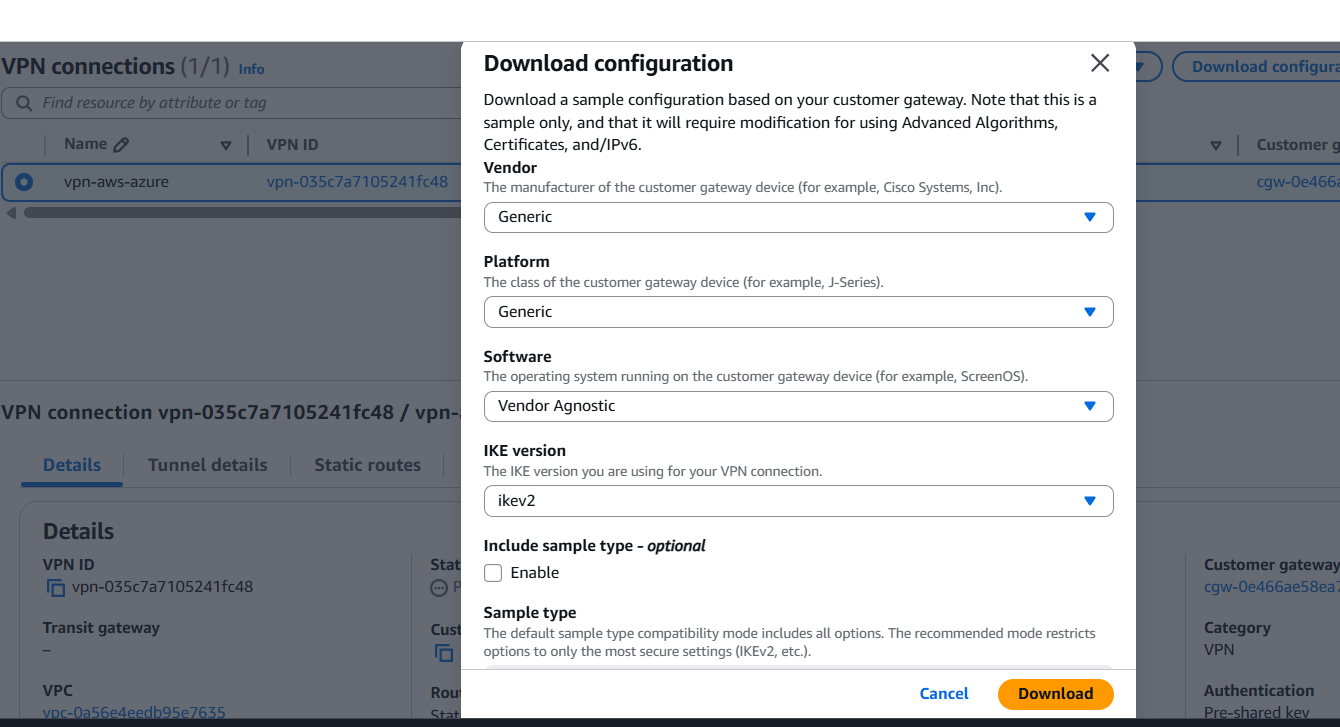 VPN connections (1/1) Info
Download configura
Find resource by attribute or tag
Name
VPN ID
Customer g
vpn-aws-azure
vpn-035c7a7105241fc48
cgw-0e466a
VPN connection vpn-035c7a7105241fc48 / vpn-a
Details
Tunnel details
Static routes
Details
VPN ID
vpn-035c7a7105241fc48
Transit gateway
–
VPC
vpc-0a56e4eedb95e7635
Stat
P
Cust
Rout
Stat
Customer gateway
cgw-0e466ae58ea7
Category
VPN
Authentication
Pre-shared key
Download configuration
Download a sample configuration based on your customer gateway. Note that this is a
sample only, and that it will require modification for using Advanced Algorithms,
Certificates, and/IPv6.
Vendor
The manufacturer of the customer gateway device (for example, Cisco Systems, Inc).
Generic
Platform
The class of the customer gateway device (for example, J-Series).
Generic
Software
The operating system running on the customer gateway device (for example, ScreenOS).
Vendor Agnostic
IKE version
The IKE version you are using for your VPN connection.
ikev2
Include sample type - optional
Enable
Sample type
The default sample type compatibility mode includes all options. The recommended mode restricts
options to only the most secure settings (IKEv2, etc.).
Cancel
Download